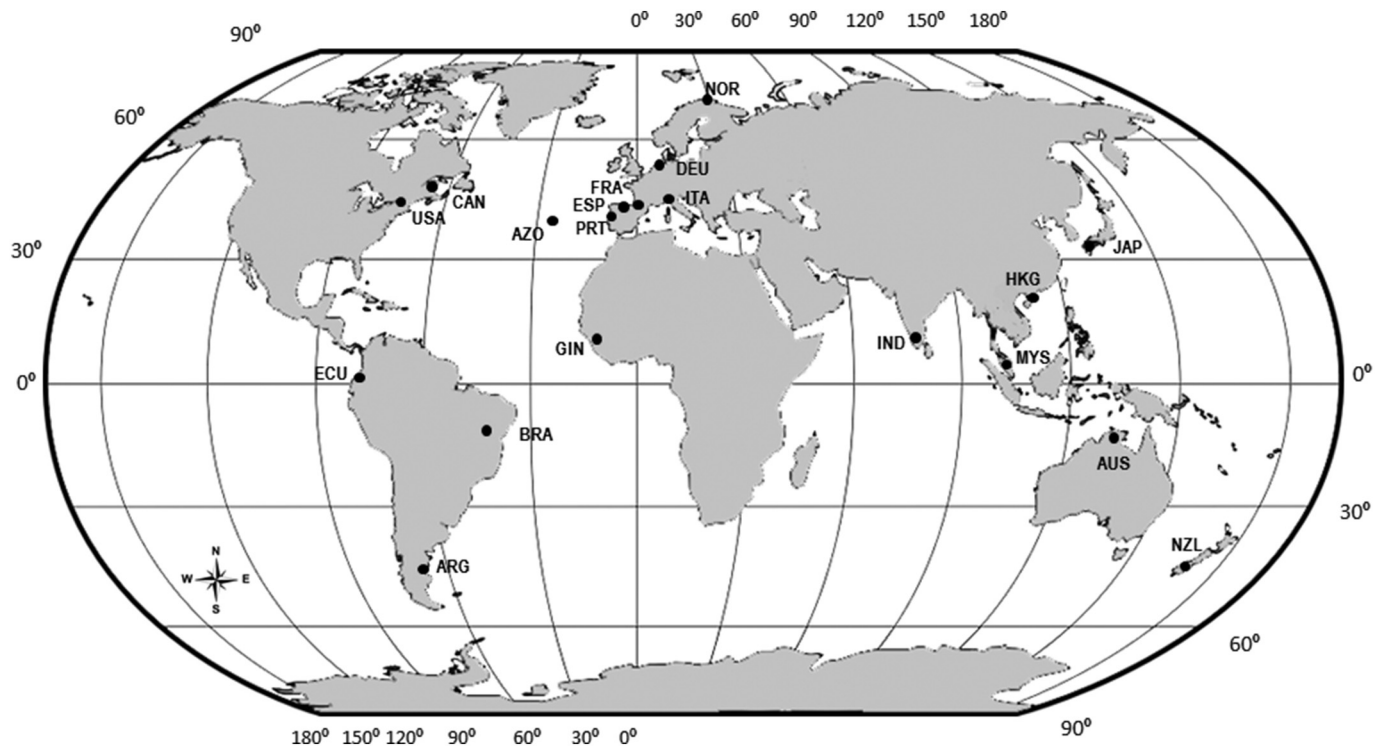 0⁰ 30⁰ 60⁰ 90⁰ 120⁰ 150⁰ 180⁰
90⁰
NOR
60⁰
DEU
FRA
ITA
ESP
CAN
USA
PRT
AZO
JAP
30⁰
HKG
IND
GIN
MYS
ECU
0⁰
0⁰
BRA
AUS
30⁰
NZL
N
ARG
W E
S
60⁰
90⁰
180⁰ 150⁰ 120⁰ 90⁰ 60⁰ 30⁰ 0⁰